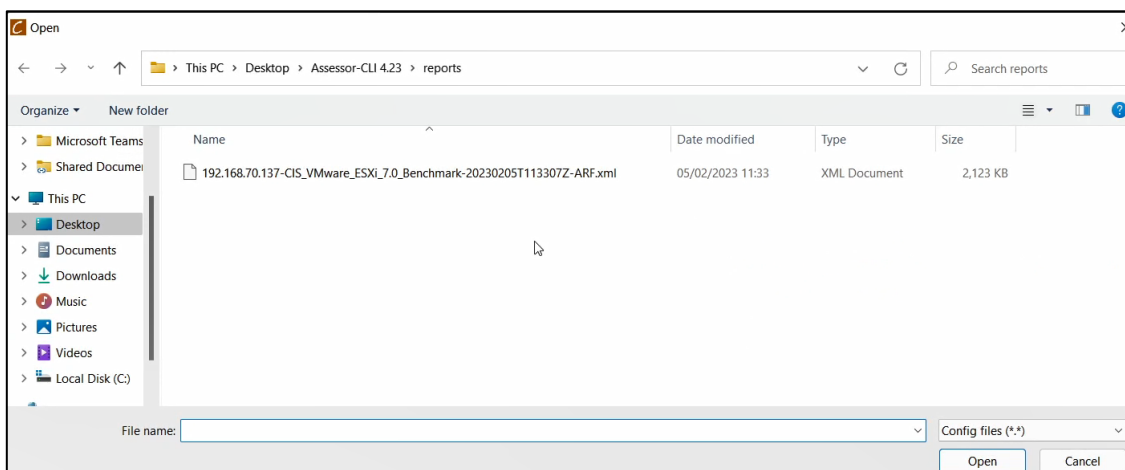 Open
This PC > Desktop > Assessor-CLI 4.23 > reports
Search reports
Organize
New folder
Name
Date modified
Type
Size
Microsoft Teams
Shared Documer
This PC
Desktop
Documents
Downloads
Music
Pictures
Videos
Local Disk (C:)
192.168.70.137-CIS_VMware_ESXi_7.0_Benchmark-20230205T113307Z-ARF.xml 05/02/2023 11:33 XML Document 2,123 KB
File name:
Config files (*.*)
Open
Cancel